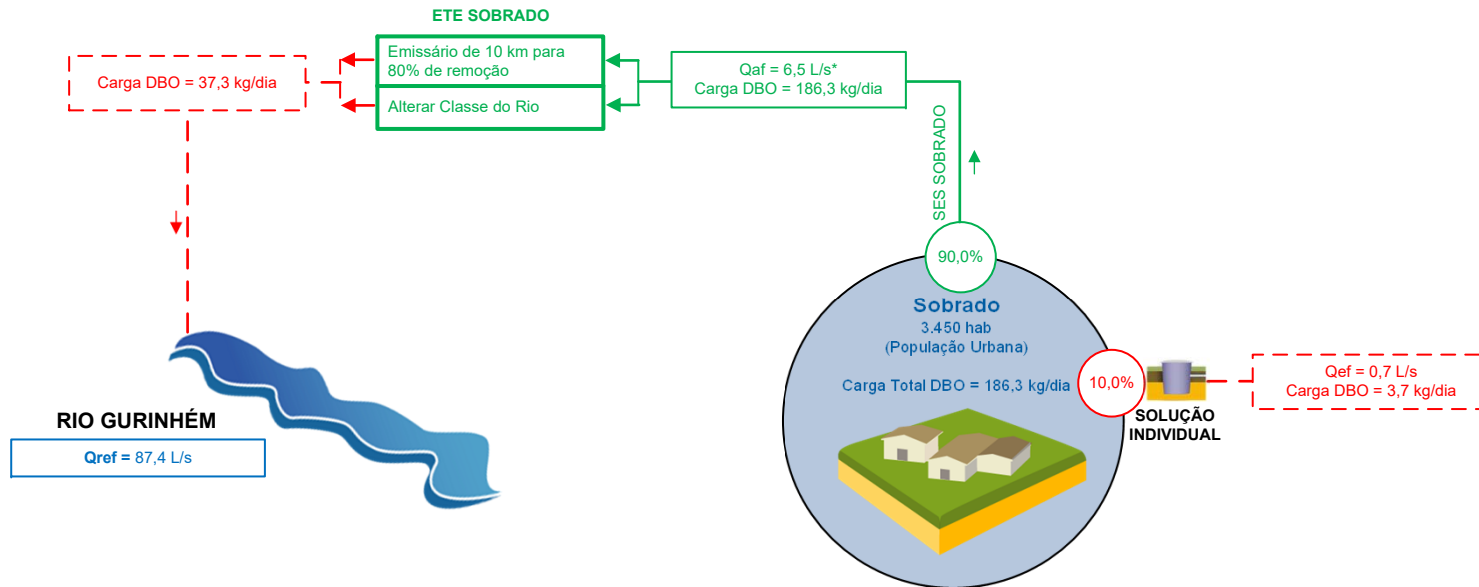 ETE SOBRADO
Emissário de 10 km para
80% de remoção
Alterar Classe do Rio
Carga DBO = 37,3 kg/dia
Qaf = 6,5 L/s*
Carga DBO = 186,3 kg/dia
SES SOBRADO
90,0%
Sobrado
3.450 hab
(População Urbana)
Carga Total DBO = 186,3 kg/dia
10,0%
SOLUÇÃO
INDIVIDUAL
Qef = 0,7 L/s
Carga DBO = 3,7 kg/dia
RIO GURINHÉM
Qref = 87,4 L/s